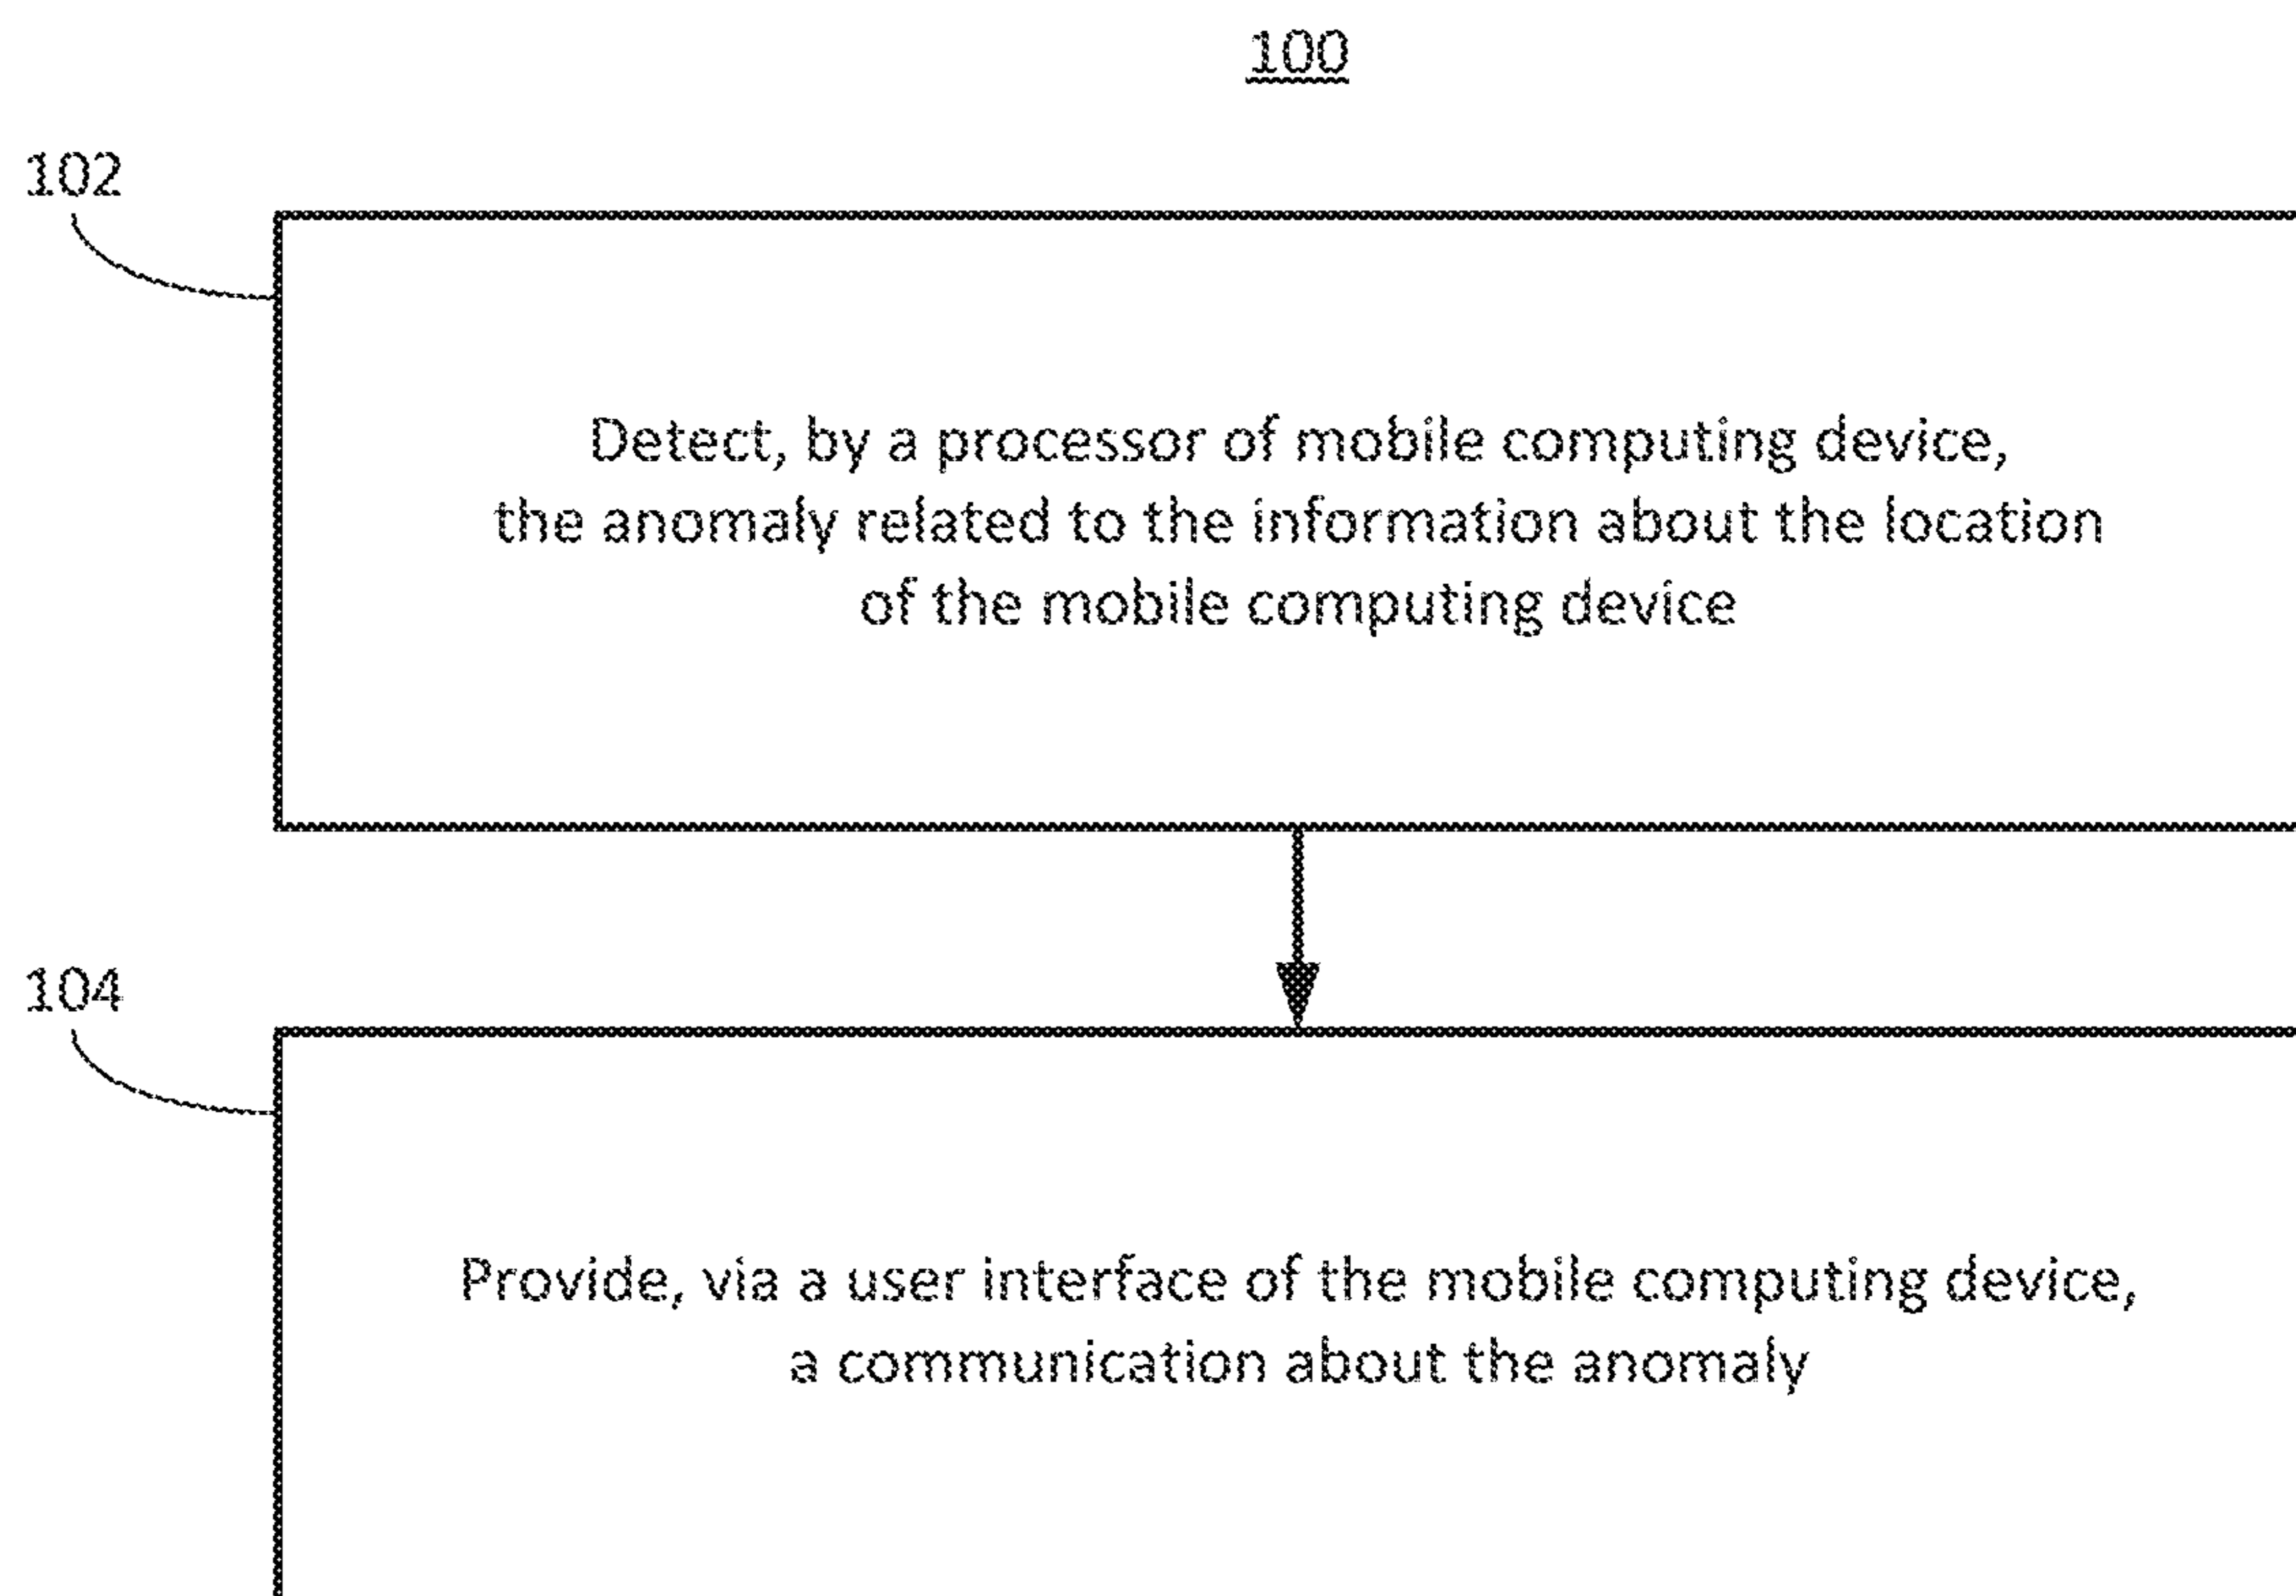 100
102
Detect, by a processor of mobile computing device,
the anomaly related to the information about the location
of the mobile computing device
104
Provide, via a user interface of the mobile computing device,
a communication about the anomaly